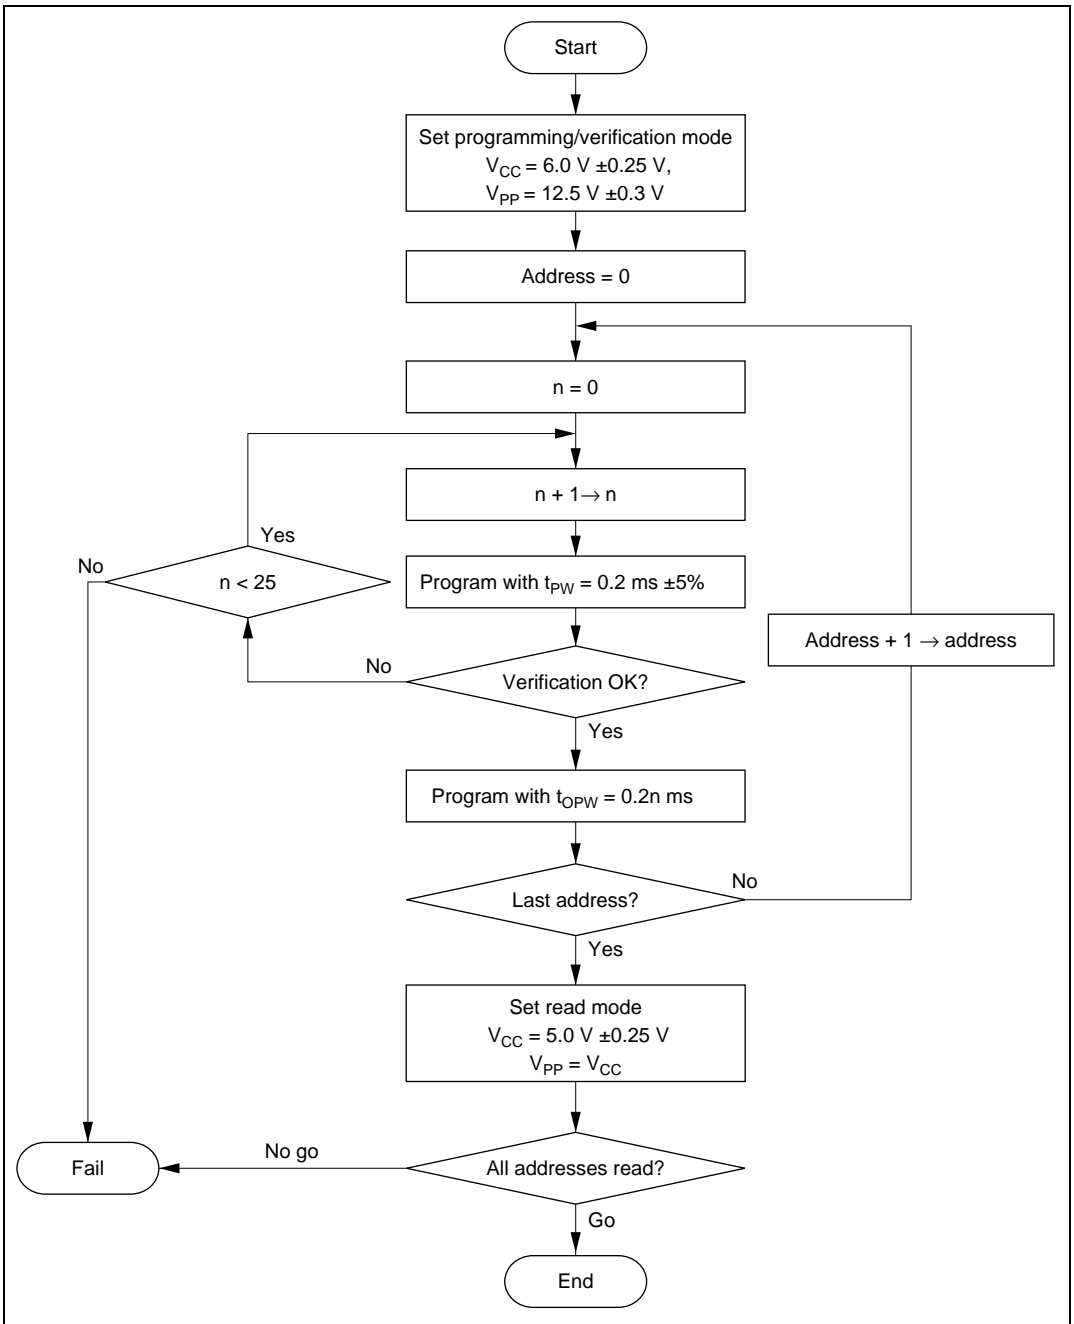 Start
Set programming/verification mode
VCC = 6.0 V ±0.25 V,
VPP = 12.5 V ±0.3 V
Address = 0
n = 0
n + 1→ n
Yes
No
n < 25
Program with tPW = 0.2 ms ±5%
Address + 1 → address
No
Verification OK?
Yes
Program with tOPW = 0.2n ms
Last address?
No
Yes
Set read mode
VCC = 5.0 V ±0.25 V
VPP = VCC
Fail
No go
All addresses read?
Go
End